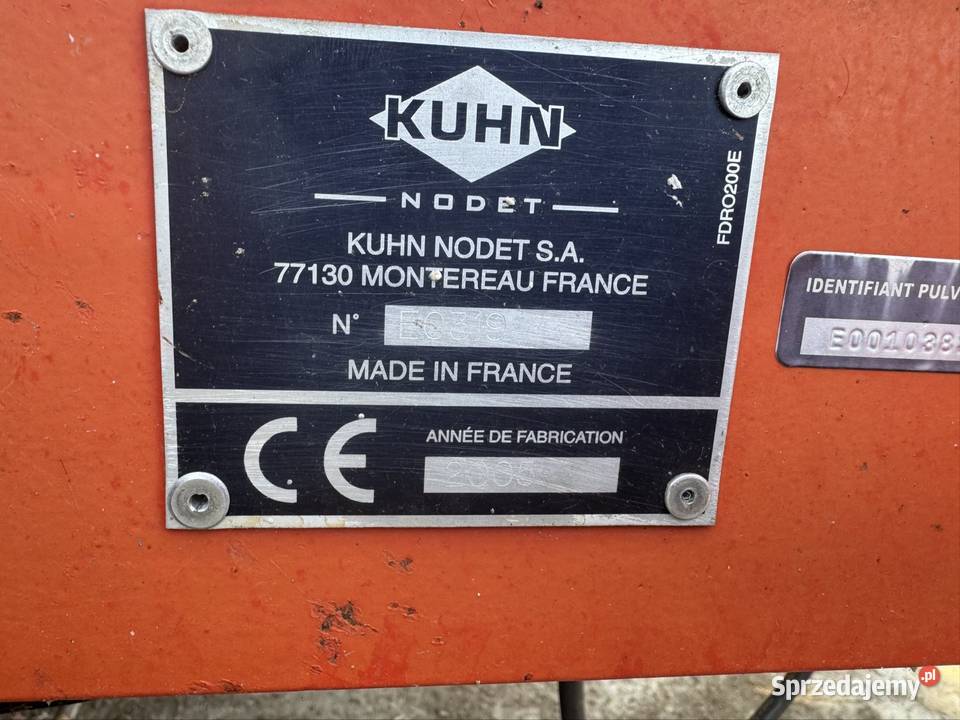 KUHN
NODET
FDRO200E
KUHN NODET S.A.
77130 MONTEREAU FRANCE
N°
MADE IN FRANCE
CE
ANNÉE DE FABRICATION
IDENTIFIANT PULV
E001038
Sprzedajemy.pl